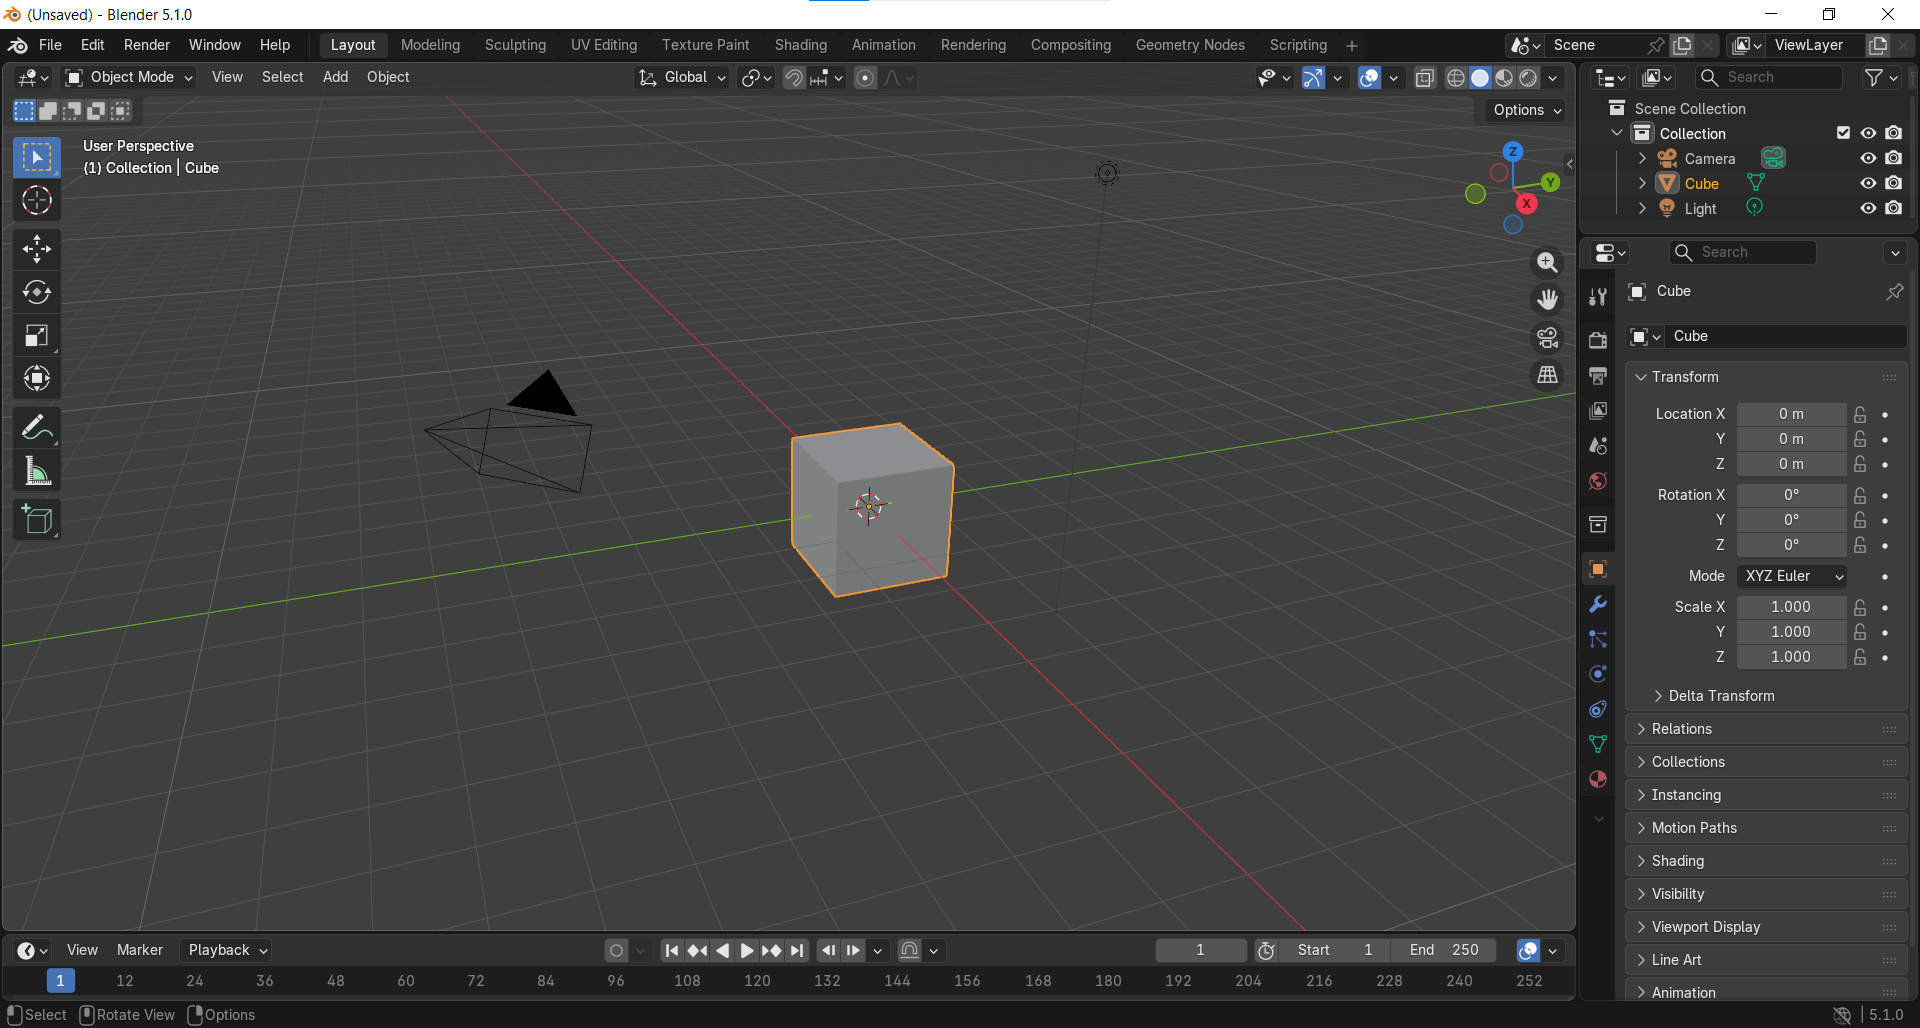 (Unsaved) - Blender 5.1.0
File Edit Render Window Help Layout Modeling Sculpting UV Editing Texture Paint Shading Animation Rendering Compositing Geometry Nodes Scripting Scene ViewLayer
Object Mode View Select Add Object Global Search
Options
User Perspective
(1) Collection | Cube
Z
Y
X
Scene Collection
Collection
Camera
Cube
Light
Search
Cube
Cube
Transform
Location X 0 m
Y 0 m
Z 0 m
Rotation X 0°
Y 0°
Z 0°
Mode XYZ Euler
Scale X 1.000
Y 1.000
Z 1.000
Delta Transform
Relations
Collections
Instancing
Motion Paths
Shading
Visibility
Viewport Display
Line Art
Animation
View Marker Playback 1 Start 1 End 250
1 12 24 36 48 60 72 84 96 108 120 132 144 156 168 180 192 204 216 228 240 252
Select Rotate View Options 5.1.0